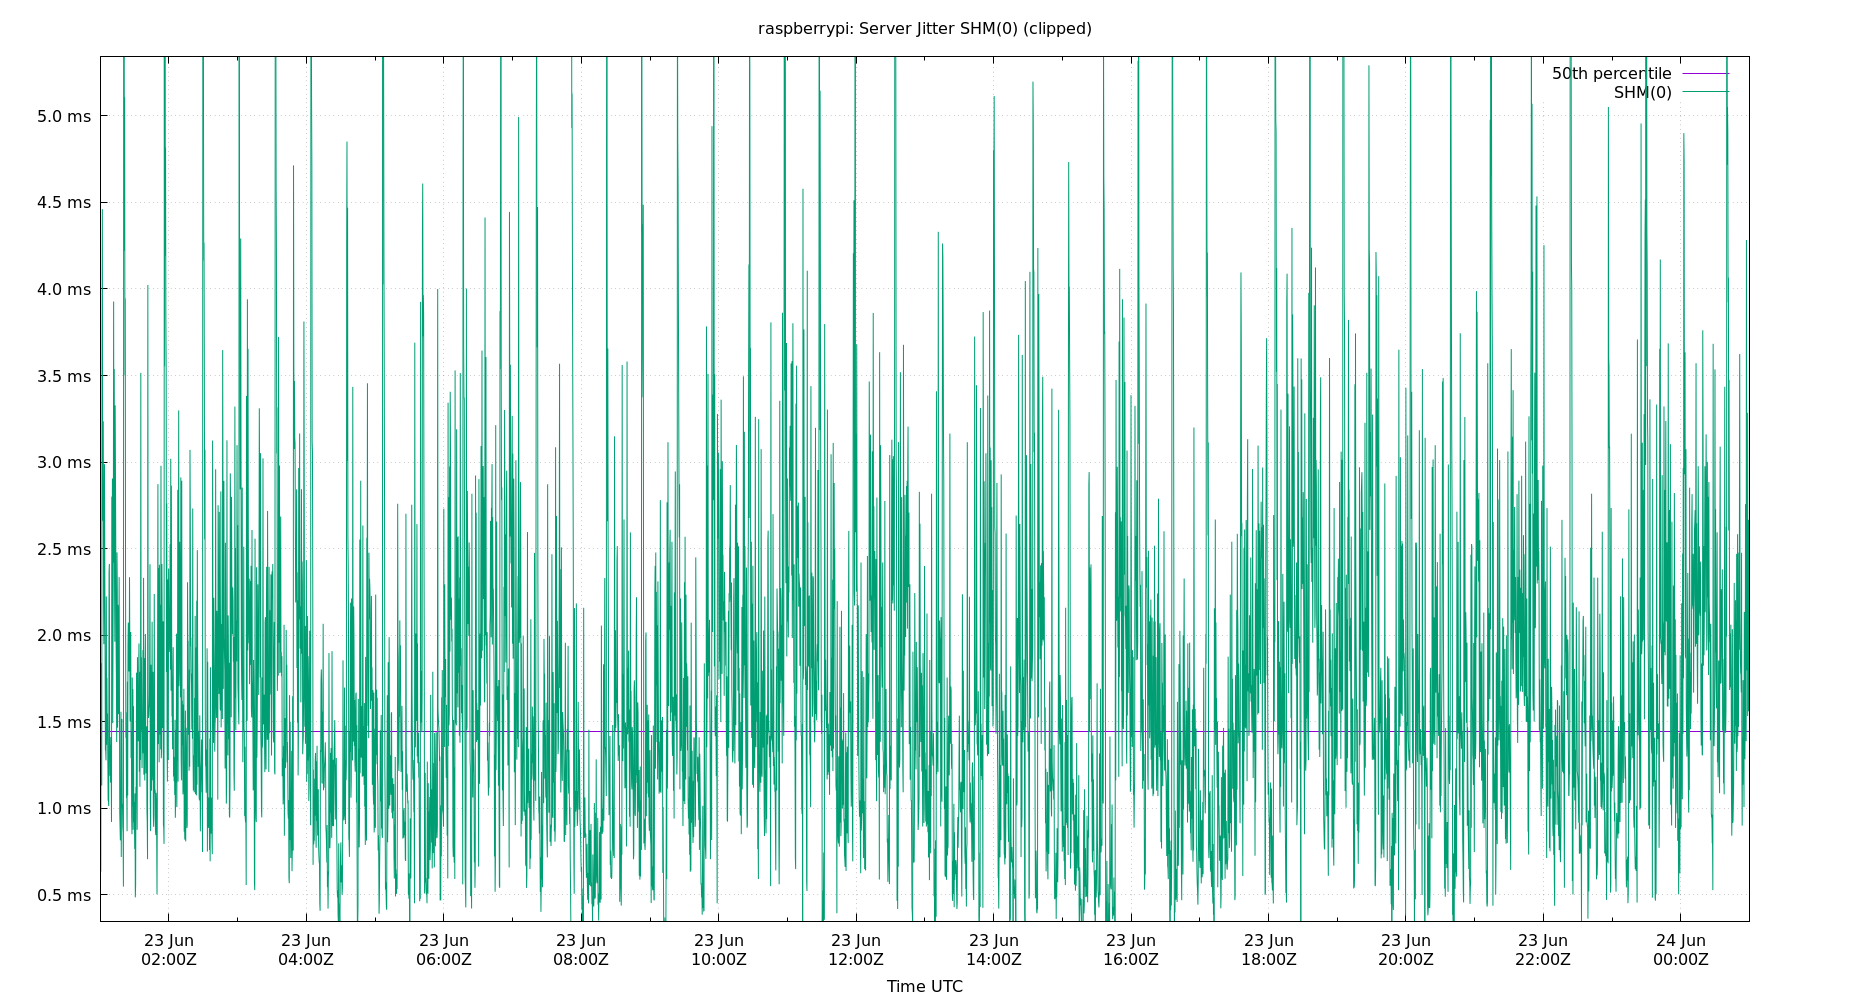 raspberrypi: Server Jitter SHM(0) (clipped)
50th percentile
SHM(0)
5.0 ms
4.5 ms
4.0 ms
3.5 ms
3.0 ms
2.5 ms
2.0 ms
1.5 ms
1.0 ms
0.5 ms
23 Jun 23 Jun 23 Jun 23 Jun 23 Jun 23 Jun 23 Jun 23 Jun 23 Jun 23 Jun 23 Jun 24 Jun
02:00Z 04:00Z 06:00Z 08:00Z 10:00Z 12:00Z 14:00Z 16:00Z 18:00Z 20:00Z 22:00Z 00:00Z
Time UTC